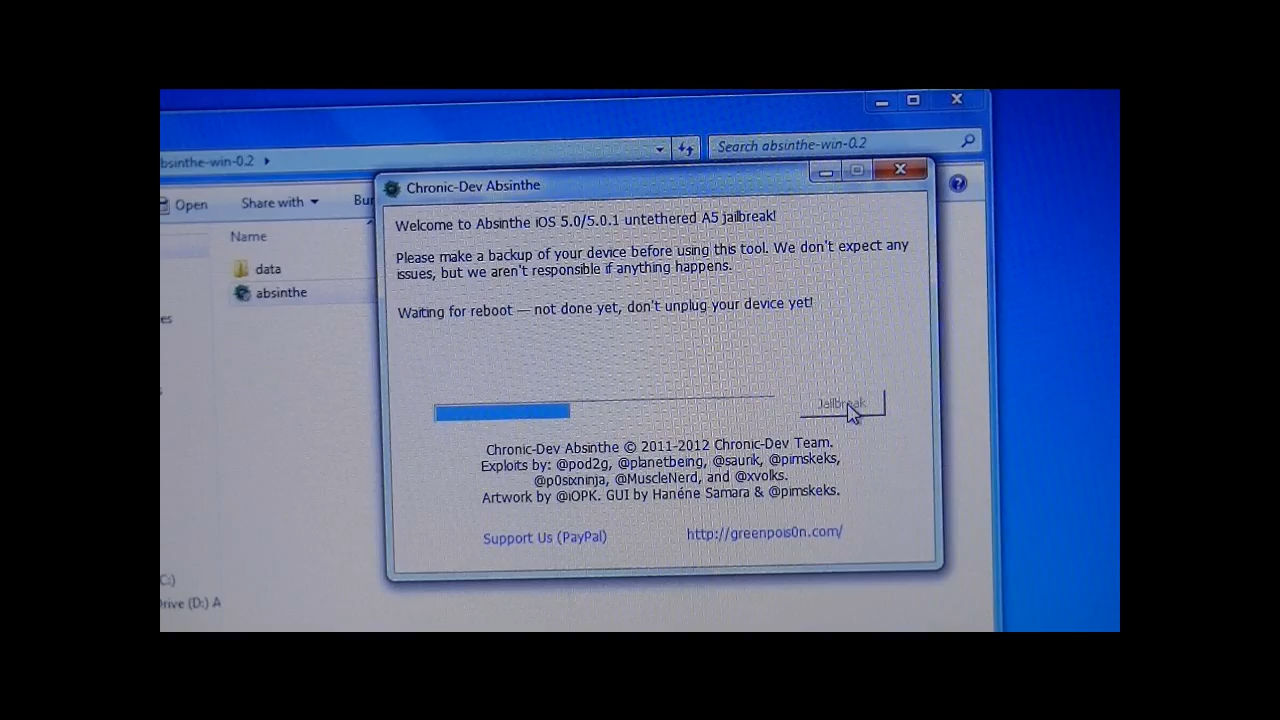 absinthe-win-0.2
Search absinthe-win-0.2
Chronic-Dev Absinthe
Open
Share with
Name
data
absinthe
Welcome to Absinthe iOS 5.0/5.0.1 untethered A5 jailbreak!
Please make a backup of your device before using this tool. We don't expect any
issues, but we aren't responsible if anything happens.
Waiting for reboot — not done yet, don't unplug your device yet!
Jailbreak
Chronic-Dev Absinthe © 2011-2012 Chronic-Dev Team.
Exploits by: @pod2g, @planetbeing, @saurik, @pimskeks,
@p0sixninja, @MuscleNerd, and @xvolks.
Artwork by @iOPK. GUI by Hanéne Samara & @pimskeks.
Support Us (PayPal)
http://greenpois0n.com/
C:)
Drive (D:) A